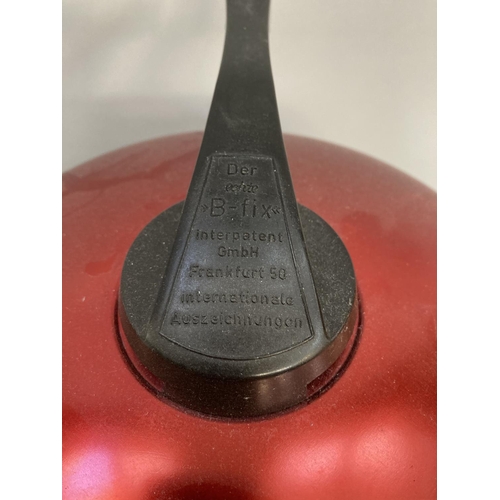 Der
echte
»B-fix«
Interpatent
GmbH
Frankfurt 50
Internationale
Auszeichnungen